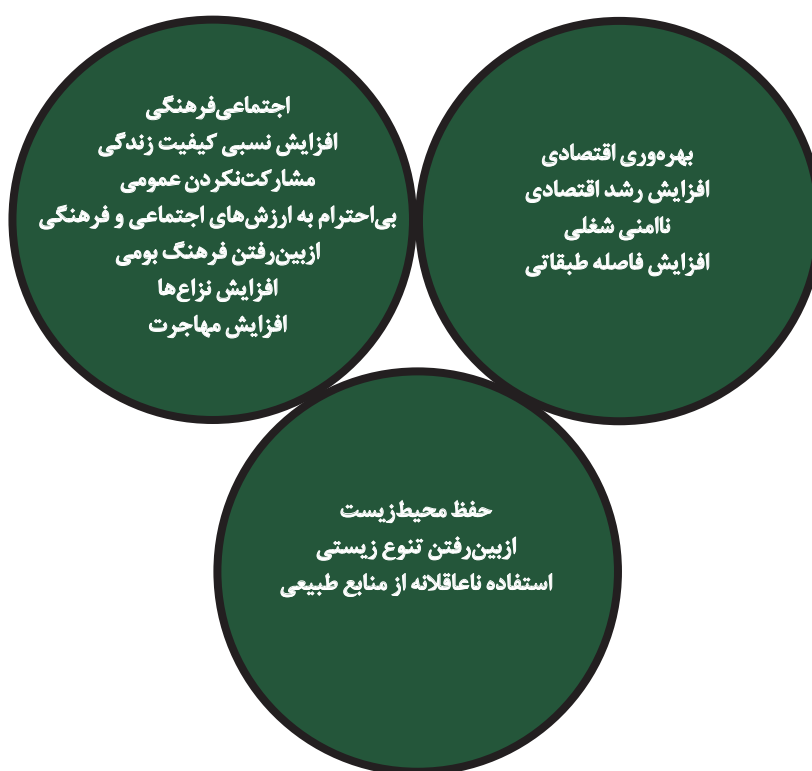 بهره‌وری اقتصادی
افزایش رشد اقتصادی
ناامنی شغلی
افزایش فاصله طبقاتی
اجتماعی‌فرهنگی
افزایش نسبی کیفیت زندگی
مشارکت‌نکردن عمومی
بی‌احترام به ارزش‌های اجتماعی و فرهنگی
ازبین‌رفتن فرهنگ بومی
افزایش نزاع‌ها
افزایش مهاجرت
حفظ محیط‌زیست
ازبین‌رفتن تنوع زیستی
استفاده ناعاقلانه از منابع طبیعی